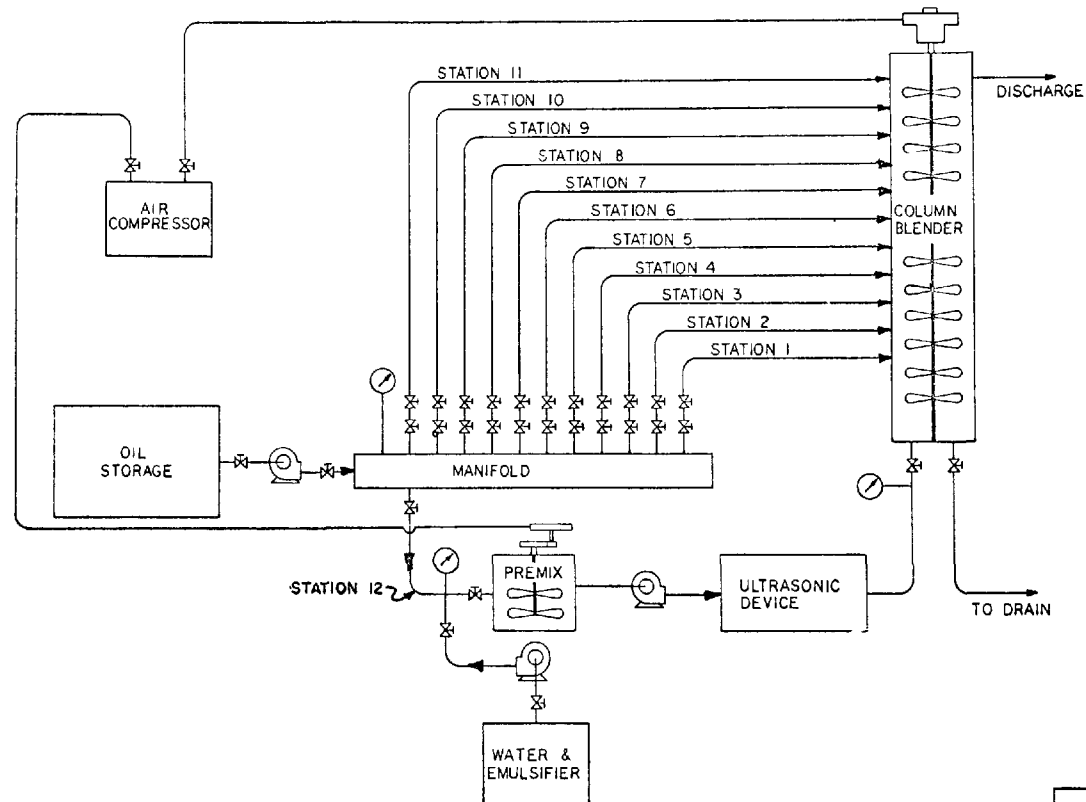 STATION 11
STATION 10
STATION 9
STATION 8
STATION 7
STATION 6
STATION 5
STATION 4
STATION 3
STATION 2
STATION 1
DISCHARGE
AIR
COMPRESSOR
COLUMN
BLENDER
OIL
STORAGE
MANIFOLD
PREMIX
STATION 12
ULTRASONIC
DEVICE
TO DRAIN
WATER &
EMULSIFIER